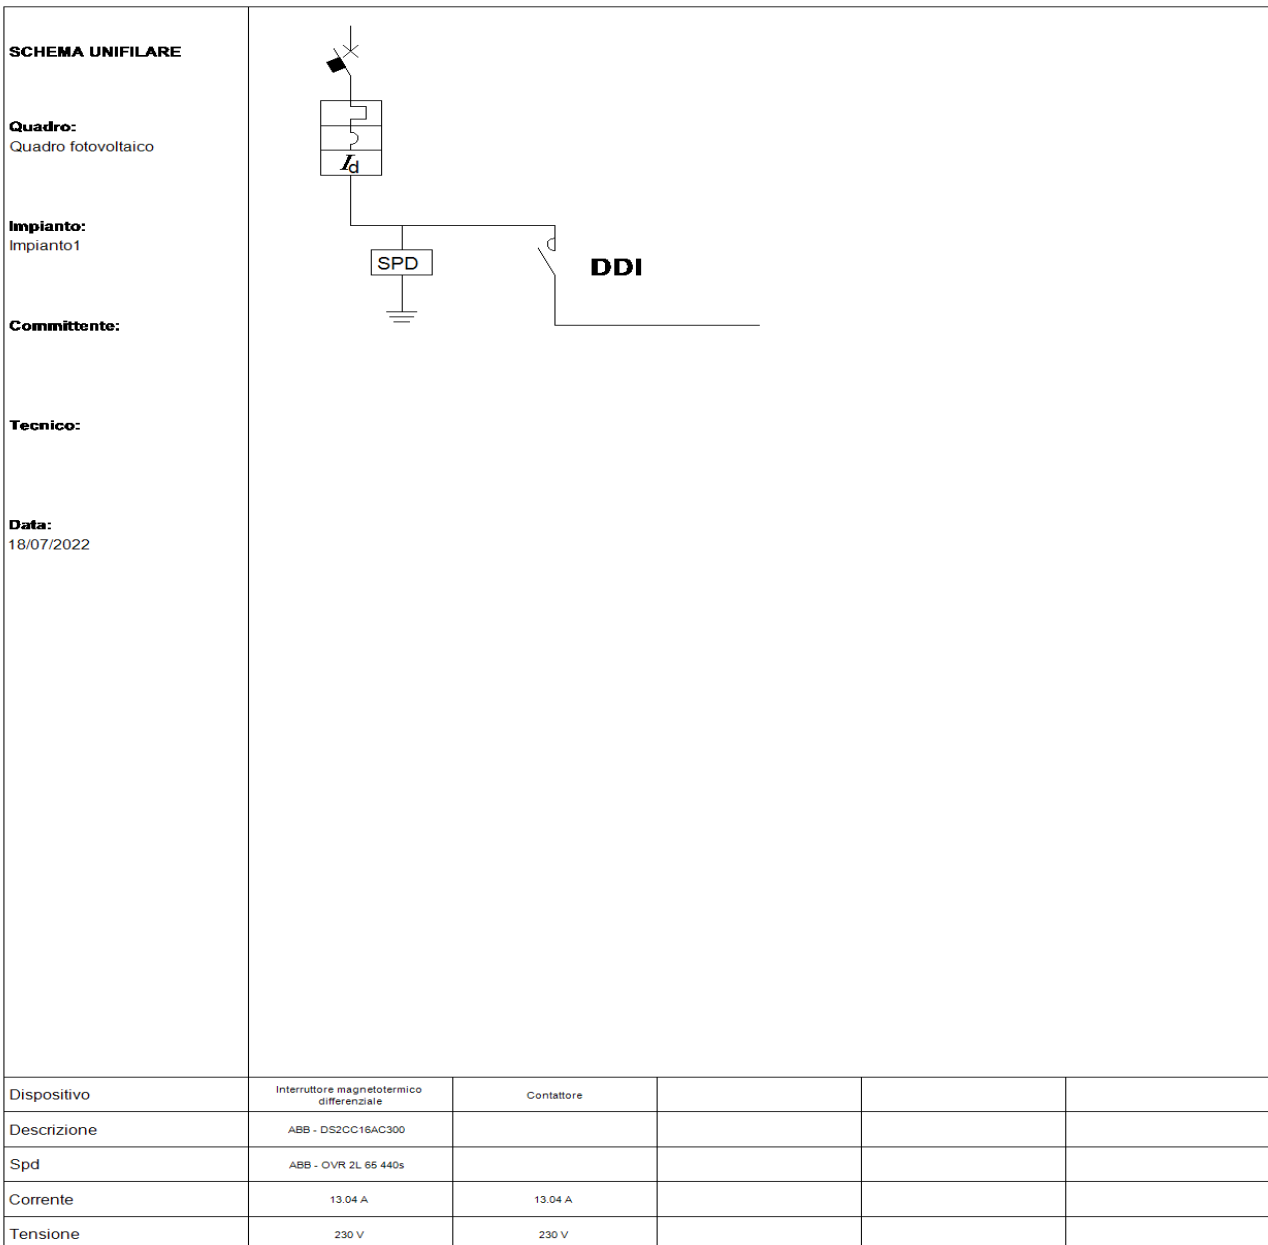 SCHEMA UNIFILARE
Quadro:
Quadro fotovoltaico
Impianto:
Impianto1
Committente:
Tecnico:
Data:
18/07/2022
Id
SPD
DDI
Dispositivo
Interruttore magnetotermico
differenziale
Contattore
Descrizione
ABB - DS2CC16AC300
Spd
ABB - OVR 2L 65 440s
Corrente
13.04 A
13.04 A
Tensione
230 V
230 V